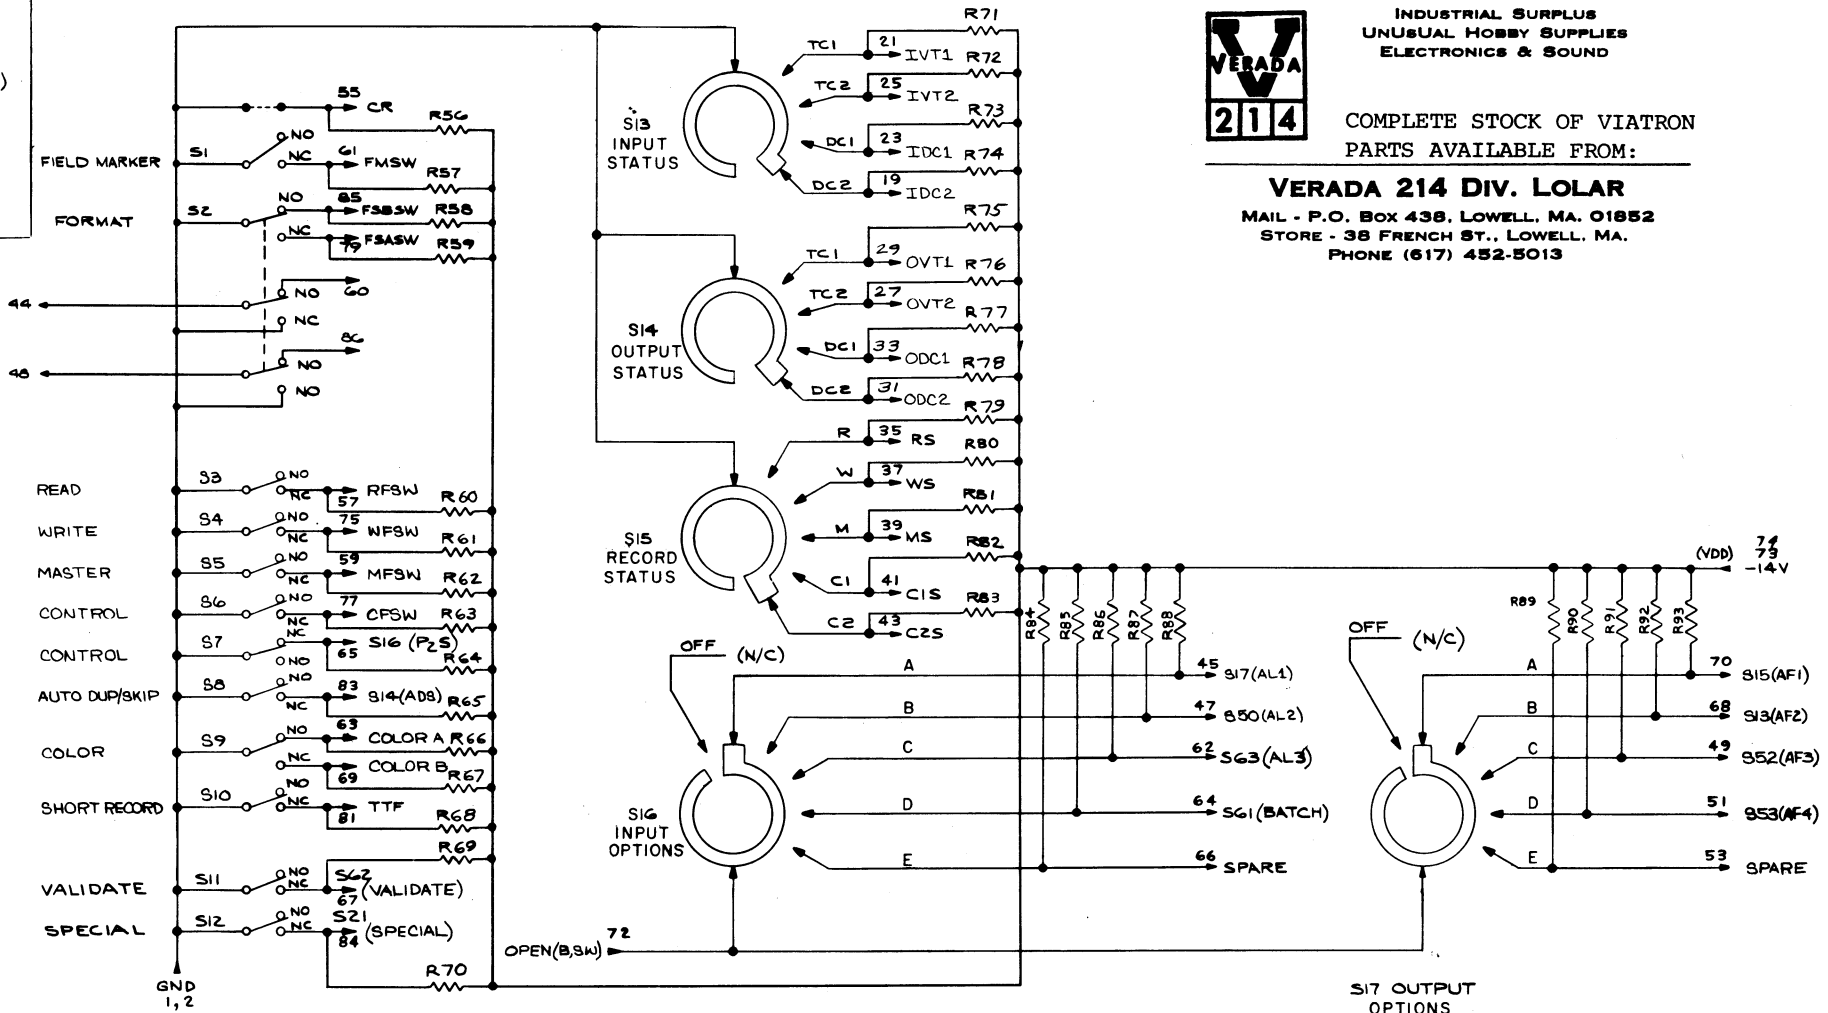 )
INDUSTRIAL SURPLUS
UNUSUAL HOBBY SUPPLIES
ELECTRONICS & SOUND
V
VERADA
2 1 4
COMPLETE STOCK OF VIATRON
PARTS AVAILABLE FROM:
VERADA 214 DIV. LOLAR
MAIL - P.O. BOX 438, LOWELL, MA. 01852
STORE - 38 FRENCH ST., LOWELL, MA.
PHONE (617) 452-5013
55 CR R56
FIELD MARKER S1 NO NC 61 FMSW R57
FORMAT S2 NO 85 FSBSW R58
NC 79 FSASW R59
44 NO 60
NC
48 NO 86
NO
READ S3 NO NC 57 RFSW R60
WRITE S4 NO NC 75 WFSW R61
MASTER S5 NO NC 59 MFSW R62
CONTROL S6 NO NC 77 CFSW R63
CONTROL S7 NC NO 65 S16 (P2S) R64
AUTO DUP/SKIP S8 NO NC 83 S14(ADS) R65
COLOR S9 NO 63 COLOR A R66
NC 69 COLOR B R67
SHORT RECORD S10 NO NC 81 TTF R68
R69
VALIDATE S11 NO NC S62 67 (VALIDATE)
SPECIAL S12 NO NC S21 84 (SPECIAL)
R70
GND
1, 2
S13
INPUT
STATUS
TC1 21 IVT1 R71
TC2 25 IVT2 R72
DC1 23 IDC1 R73
DC2 19 IDC2 R74
S14
OUTPUT
STATUS
TC1 29 OVT1 R75
TC2 27 OVT2 R76
DC1 33 ODC1 R77
DC2 31 ODC2 R78
S15
RECORD
STATUS
R 35 RS R79
W 37 WS R80
M 39 MS R81
C1 41 C1S R82
C2 43 C2S R83
(VDD) 74
73
-14V
R84 R85 R86 R87 R88
R89 R90 R91 R92 R93
OFF (N/C)
A 45 S17(AL1)
B 47 S50(AL2)
C 62 S63(AL3)
D 64 S61(BATCH)
E 66 SPARE
S16
INPUT
OPTIONS
OPEN(B,SW) 72
OFF (N/C)
A 70 S15(AF1)
B 68 S13(AF2)
C 49 S52(AF3)
D 51 S53(AF4)
E 53 SPARE
S17 OUTPUT
OPTIONS